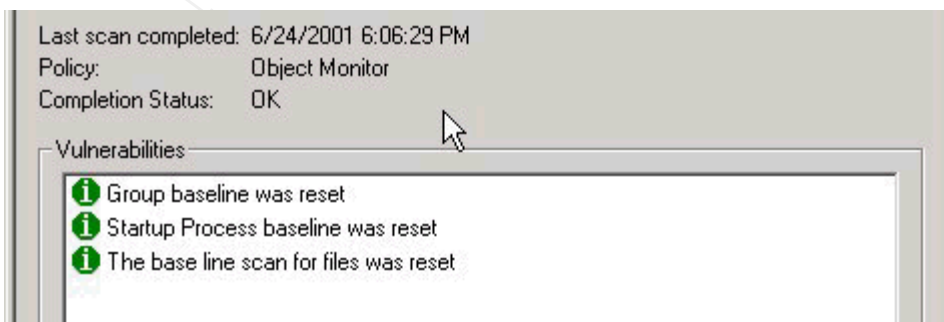 Last scan completed: 6/24/2001 6:06:29 PM
Policy: Object Monitor
Completion Status: OK
Vulnerabilities
Group baseline was reset
Startup Process baseline was reset
The base line scan for files was reset